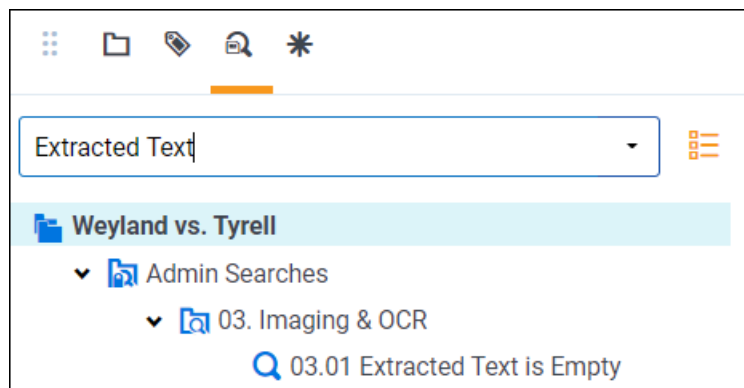 Extracted Text
Weyland vs. Tyrell
Admin Searches
03. Imaging & OCR
03.01 Extracted Text is Empty